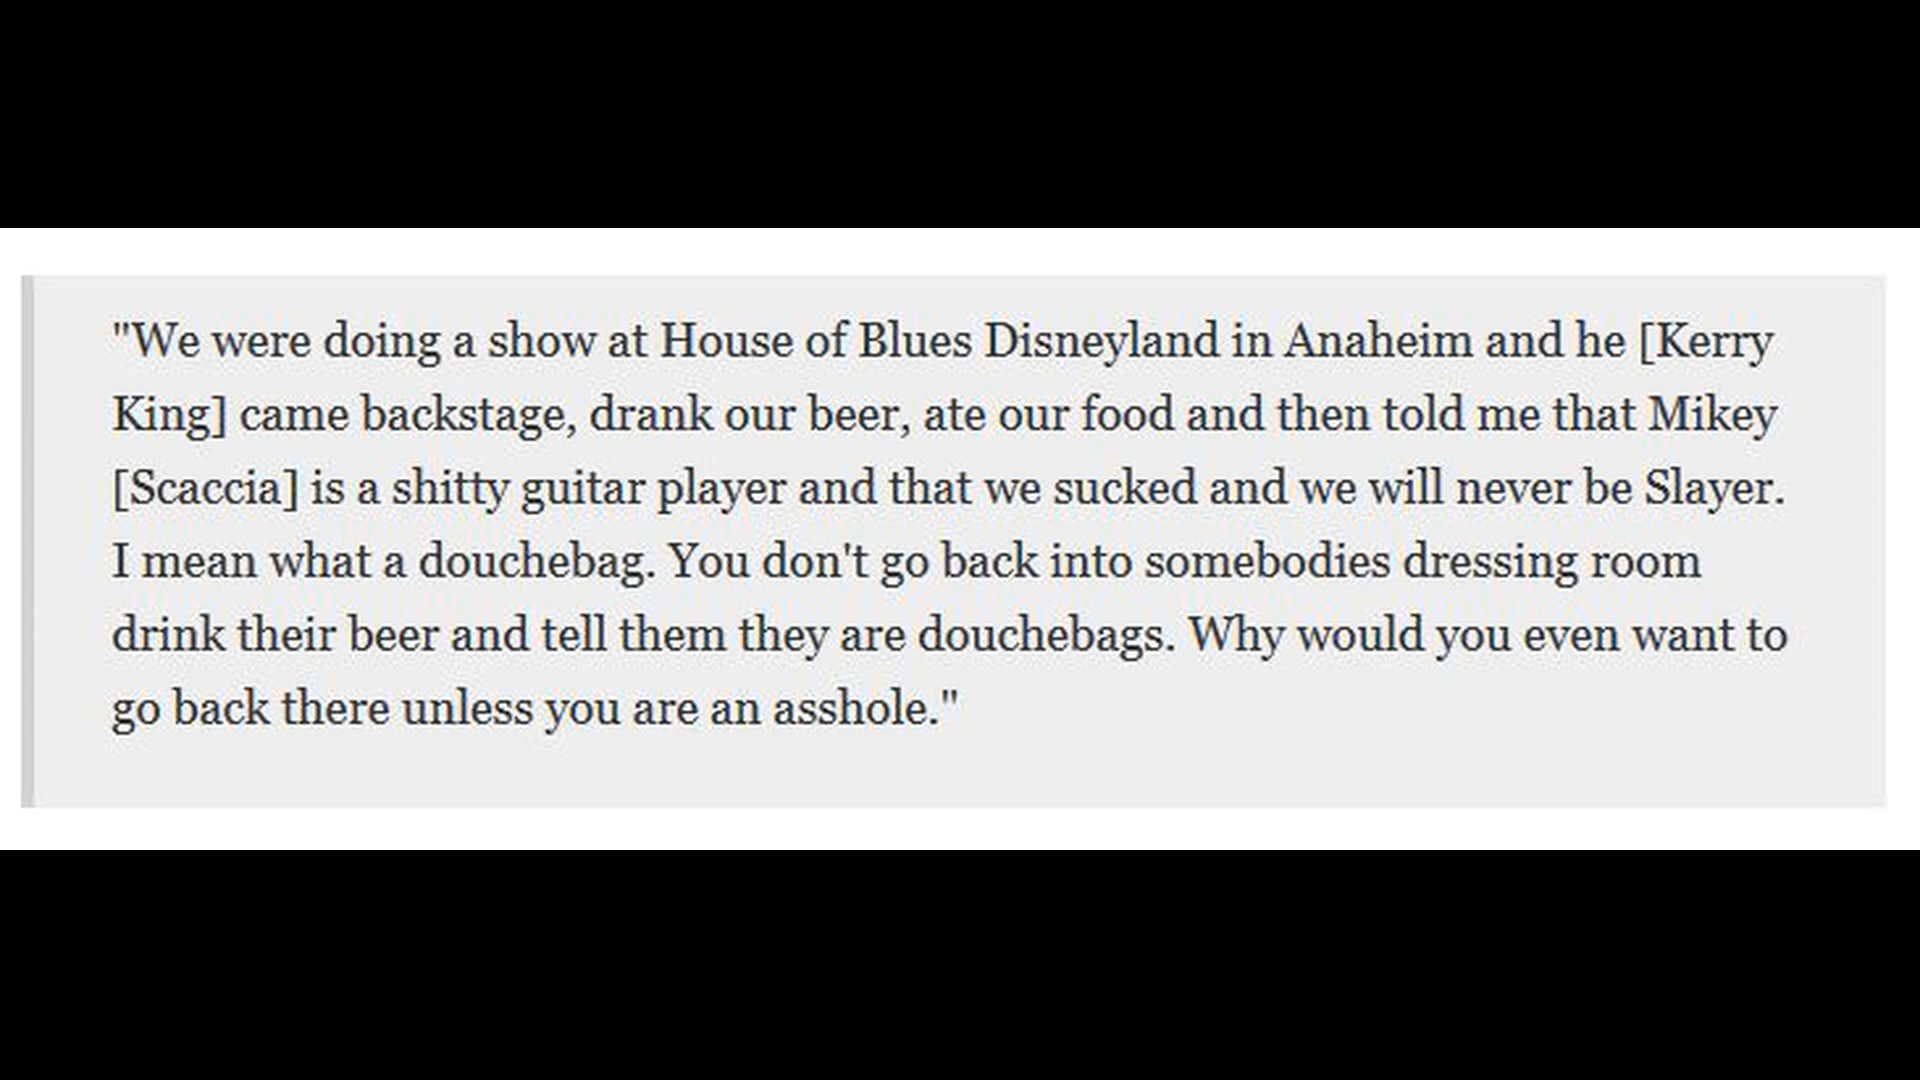 "We were doing a show at House of Blues Disneyland in Anaheim and he [Kerry
King] came backstage, drank our beer, ate our food and then told me that Mikey
[Scaccia] is a shitty guitar player and that we sucked and we will never be Slayer.
I mean what a douchebag. You don't go back into somebodies dressing room
drink their beer and tell them they are douchebags. Why would you even want to
go back there unless you are an asshole."